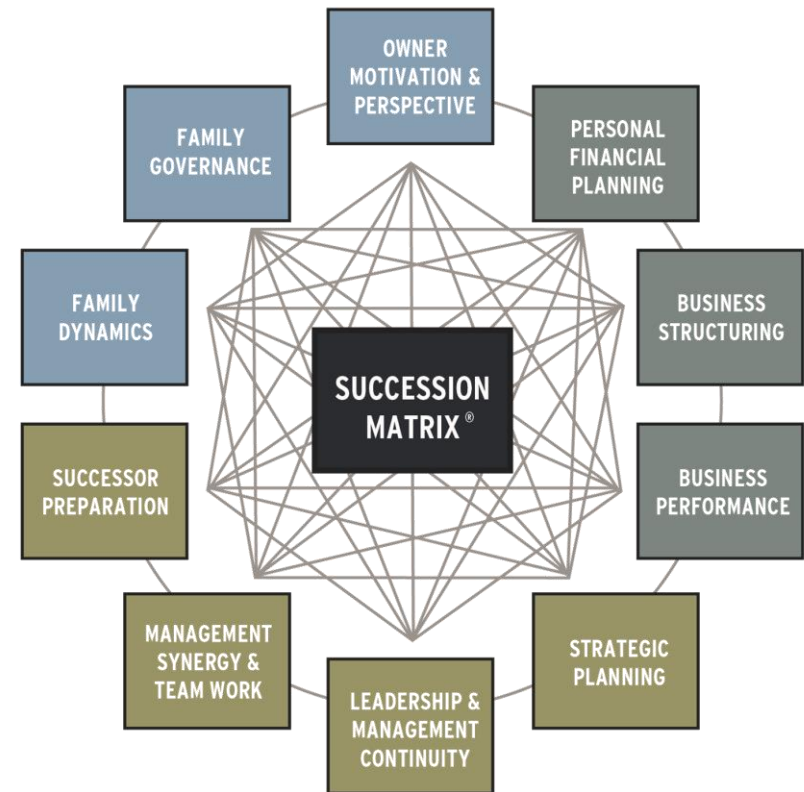 OWNER
MOTIVATION &
PERSPECTIVE
PERSONAL
FINANCIAL
PLANNING
BUSINESS
STRUCTURING
BUSINESS
PERFORMANCE
STRATEGIC
PLANNING
LEADERSHIP &
MANAGEMENT
CONTINUITY
MANAGEMENT
SYNERGY &
TEAM WORK
SUCCESSOR
PREPARATION
FAMILY
DYNAMICS
FAMILY
GOVERNANCE
SUCCESSION
MATRIX®